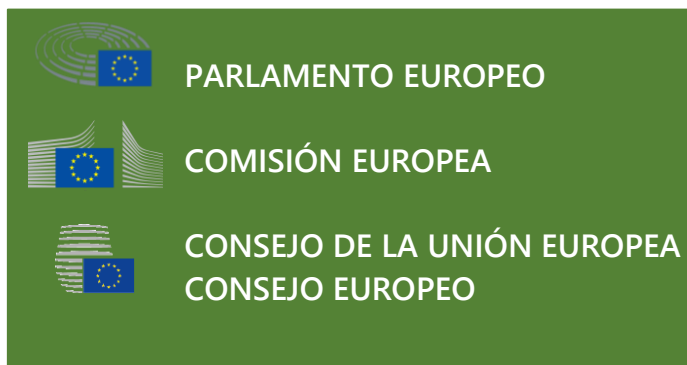 PARLAMENTO EUROPEO
COMISIÓN EUROPEA
CONSEJO DE LA UNIÓN EUROPEA
CONSEJO EUROPEO